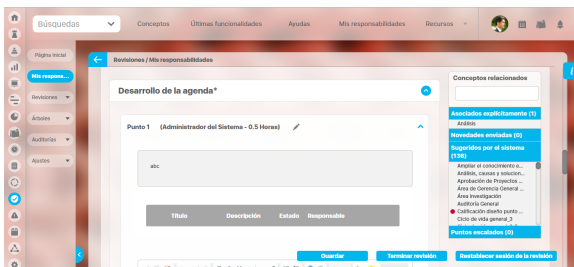 Búsquedas
Conceptos
Últimas funcionalidades
Ayudas
Mis responsabilidades
Recursos
Página inicial
Mis respons...
Revisiones
Árboles
Auditorías
Ajustes
Revisiones / Mis responsabilidades
Desarrollo de la agenda*
Punto 1 (Administrador del Sistema - 0.5 Horas)
abc
Título Descripción Estado Responsable
Guardar
Terminar revisión
Restablecer sesión de la revisión
Conceptos relacionados
Asociados explícitamente (1)
Análisis
Novedades enviadas (0)
Sugeridos por el sistema
(136)
Ampliar el conocimiento e...
Análisis, causas y solucion...
Aprobación de Proyectos ...
Área de Gerencia General ...
Área Investigación
Auditoría General
Calificación diseño punto ...
Ciclo de vida general_3
Puntos escalados (0)